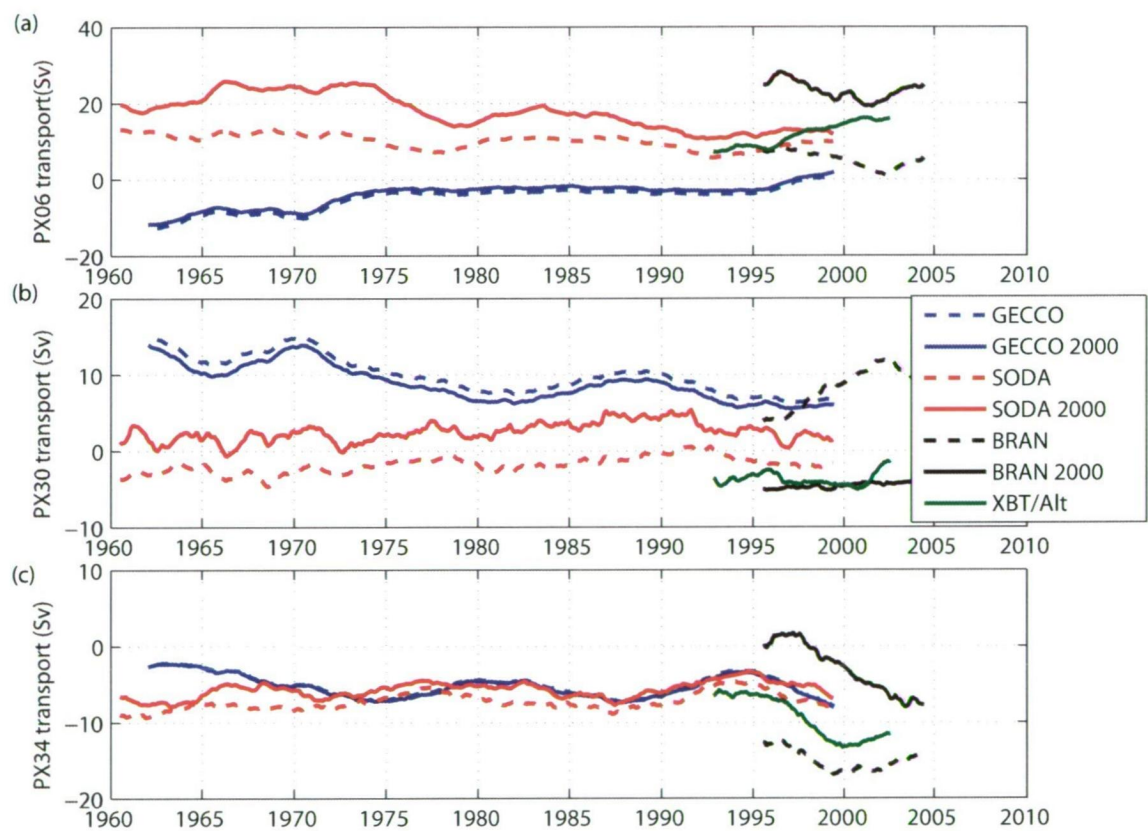 (a)
PX06 transport(Sv)
40
20
0
−20
1960 1965 1970 1975 1980 1985 1990 1995 2000 2005 2010
(b)
PX30 transport (Sv)
20
10
0
−10
1960 1965 1970 1975 1980 1985 1990 1995 2000 2005 2010
GECCO
GECCO 2000
SODA
SODA 2000
BRAN
BRAN 2000
XBT/Alt
(c)
PX34 transport (Sv)
10
0
−10
−20
1960 1965 1970 1975 1980 1985 1990 1995 2000 2005 2010